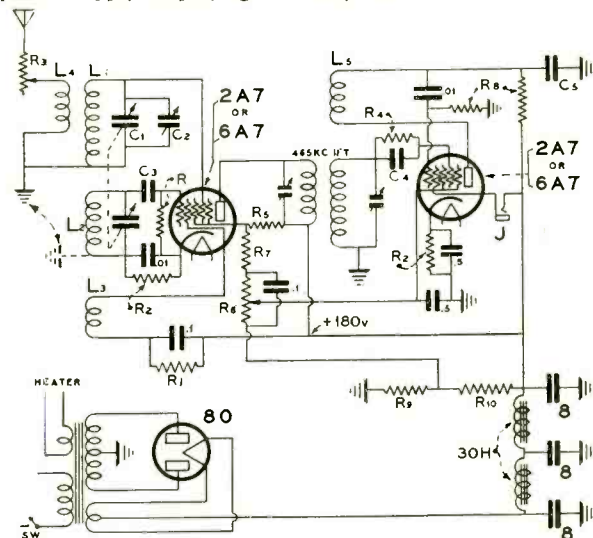 R3
L4
L1
C1
C2
2A7
OR
6A7
L5
.01
R8
C5
R4
C4
465KC IFT
2A7
OR
6A7
C3
R
L2
.01
R2
R5
R7
J
R2
.5
.5
L3
R6
.1
.1
R1
+180v
HEATER
80
SW
R9
R10
8
30H
8
8